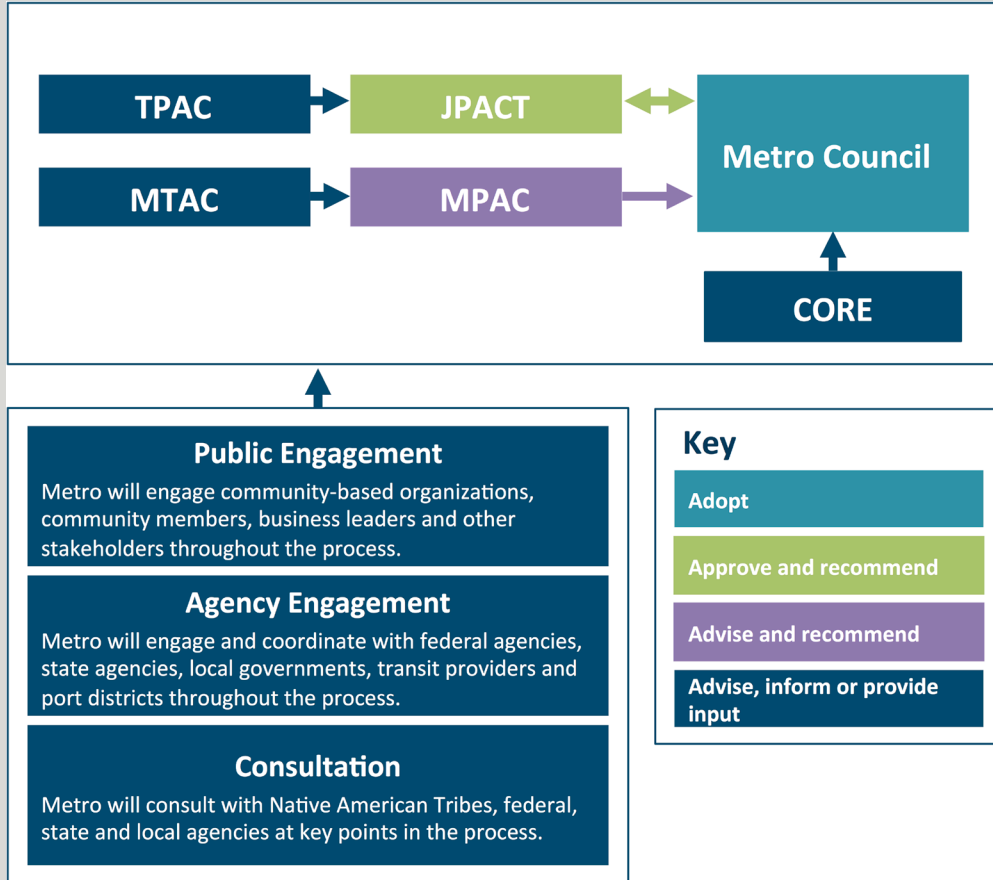 TPAC
JPACT
Metro Council
MTAC
MPAC
CORE
Public Engagement
Metro will engage community-based organizations,
community members, business leaders and other
stakeholders throughout the process.
Agency Engagement
Metro will engage and coordinate with federal agencies,
state agencies, local governments, transit providers and
port districts throughout the process.
Consultation
Metro will consult with Native American Tribes, federal,
state and local agencies at key points in the process.
Key
Adopt
Approve and recommend
Advise and recommend
Advise, inform or provide
input